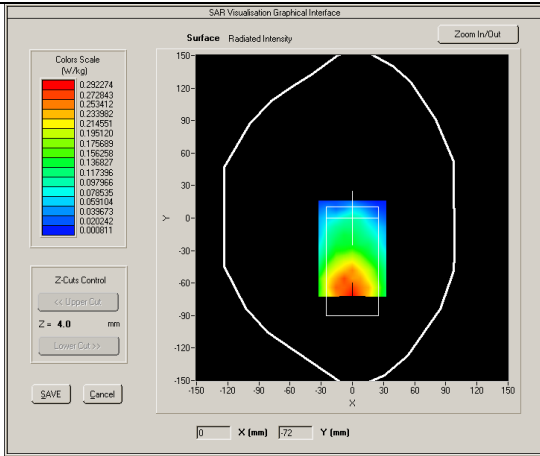 SAR Visualisation Graphical Interface
Surface Radiated Intensity
Zoom In/Out
Colors Scale
(W/kg)
0.292274
0.272843
0.253412
0.233982
0.214551
0.195120
0.175689
0.156258
0.136827
0.117396
0.097966
0.078535
0.059104
0.039673
0.020242
0.000811
Z-Cuts Control
<< Upper Cut
Z = 4.0 mm
Lower Cut >>
SAVE
Cancel
150
120
90
60
30
0
-30
-60
-90
-120
-150
Y
-150 -120 -90 -60 -30 0 30 60 90 120 150
X
0 X (mm) -72 Y (mm)